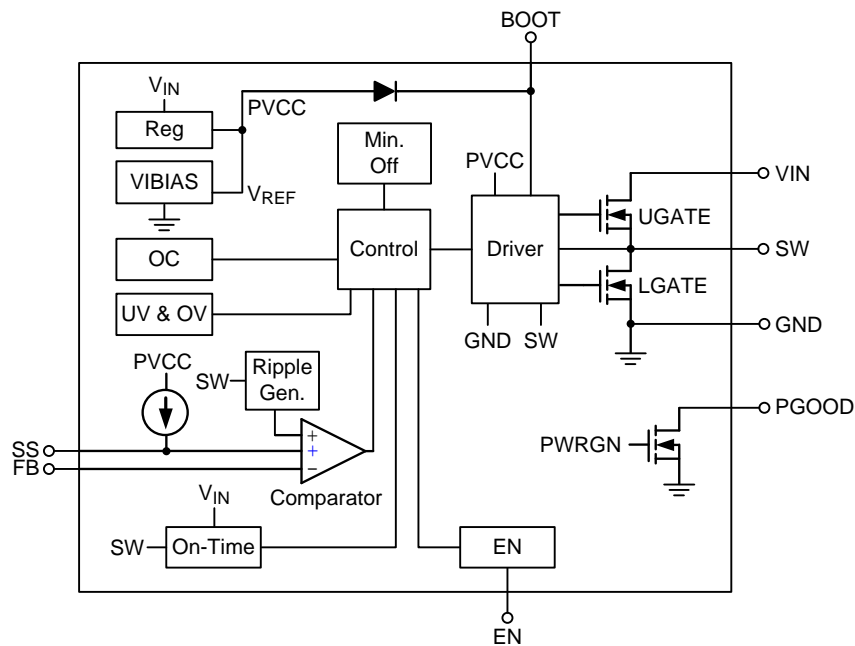 BOOT
VIN
PVCC
Reg
Min.
Off
PVCC
VIN
VIBIAS
VREF
UGATE
Control
Driver
SW
OC
LGATE
UV & OV
GND
GND
SW
PVCC
Ripple
Gen.
SW
PGOOD
+
SS
+
PWRGN
FB
−
Comparator
VIN
SW
On-Time
EN
EN